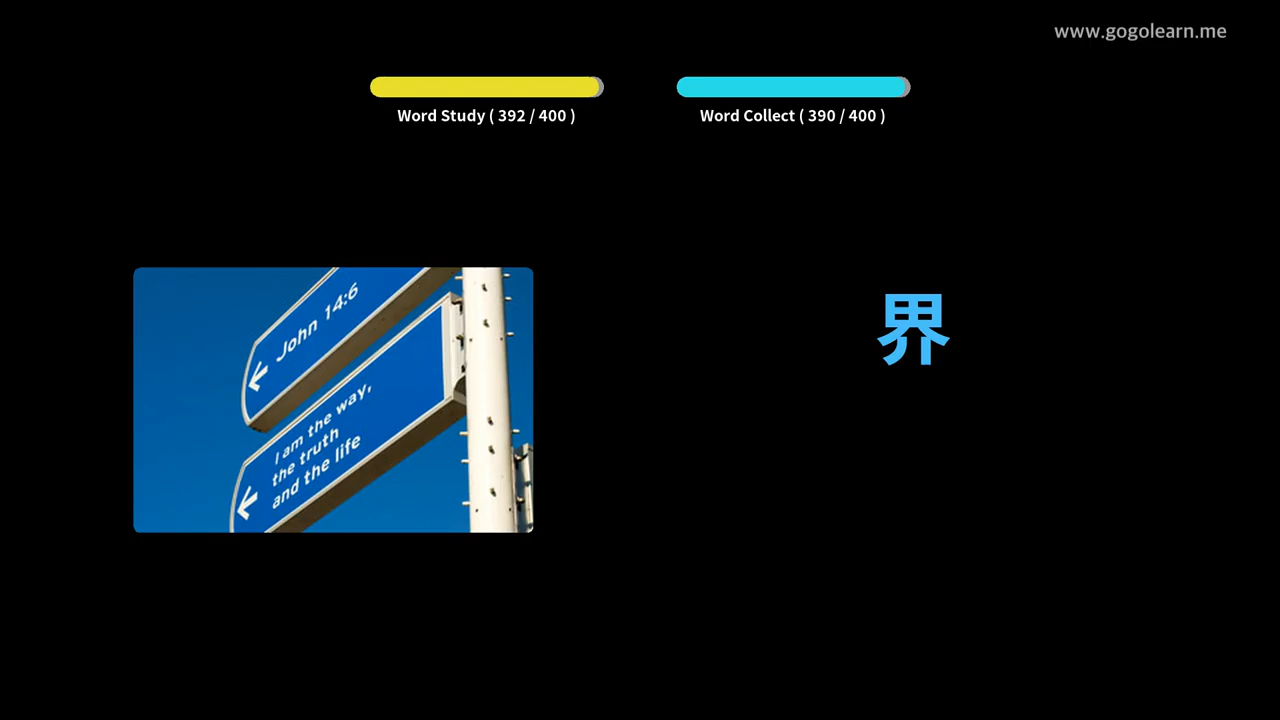 www.gogolearn.me
Word Study ( 392 / 400 )
Word Collect ( 390 / 400 )
John 14:6
I am the way,
the truth
and the life
界